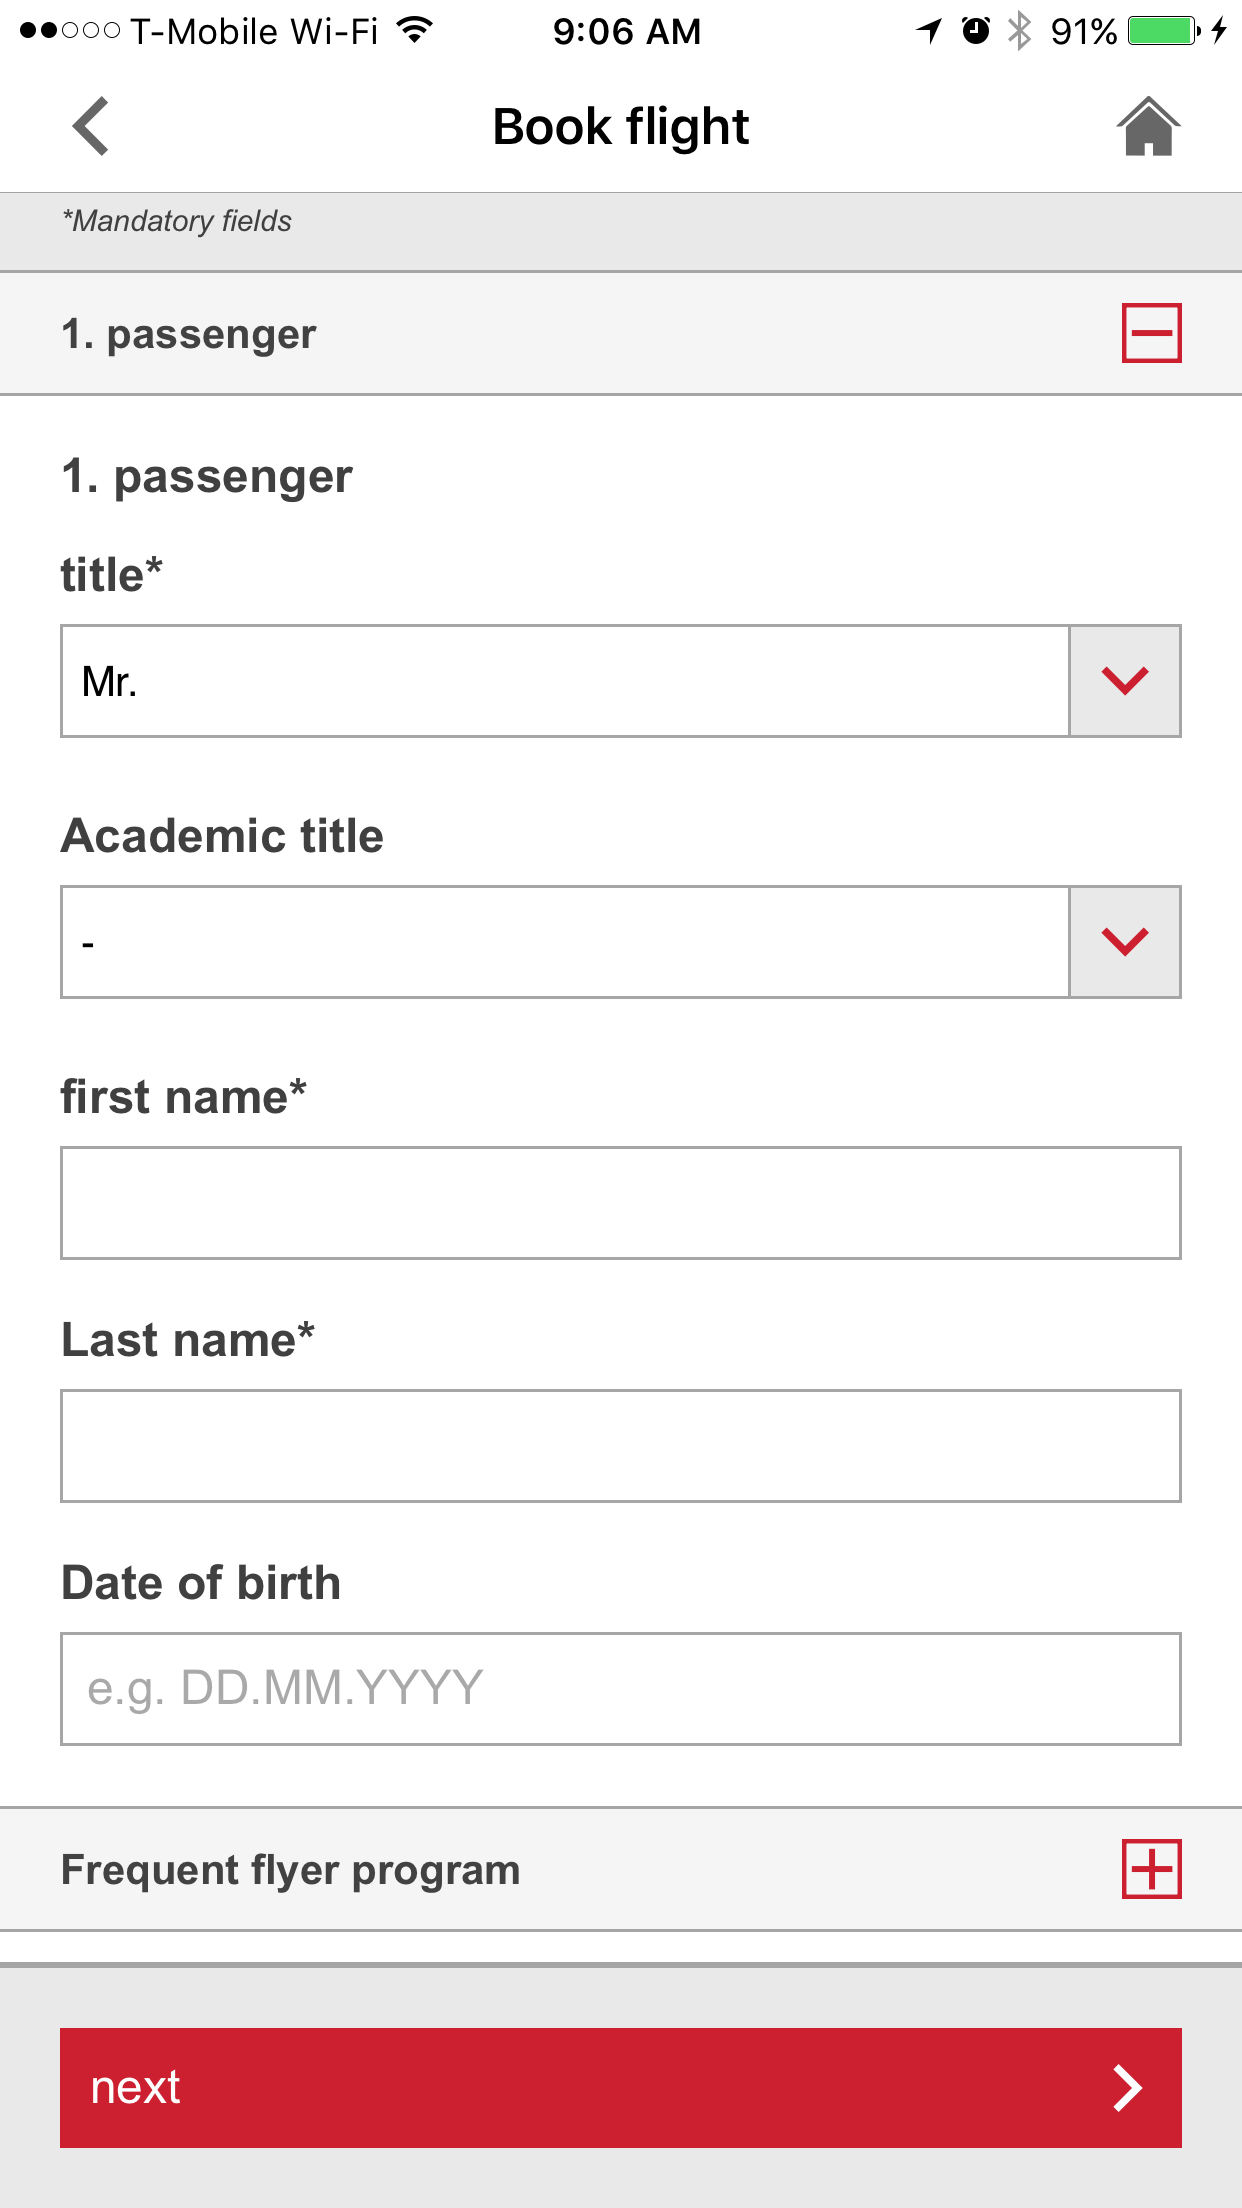 T-Mobile Wi-Fi 9:06 AM 91%
Book flight
*Mandatory fields
1. passenger
1. passenger
title*
Mr.
Academic title
-
first name*
Last name*
Date of birth
e.g. DD.MM.YYYY
Frequent flyer program
next